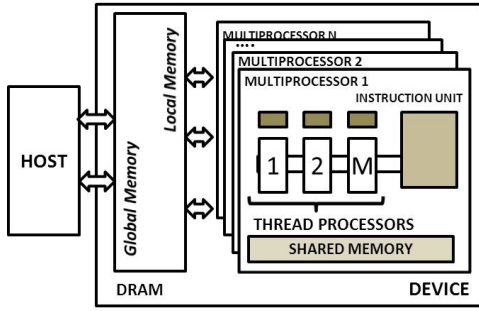 MULTIPROCESSOR N
....
MULTIPROCESSOR 2
MULTIPROCESSOR 1
INSTRUCTION UNIT
HOST
Global Memory
Local Memory
1 2 M
THREAD PROCESSORS
SHARED MEMORY
DRAM
DEVICE